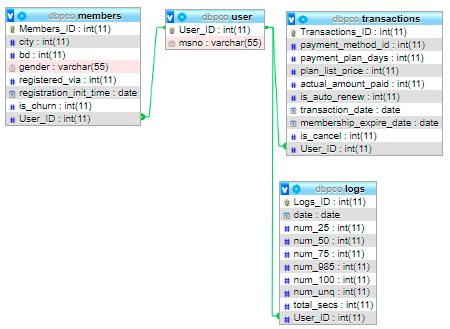 dbpco members
Members_ID : int(11)
city : int(11)
bd : int(11)
gender : varchar(55)
registered_via : int(11)
registration_init_time : date
is_churn : int(11)
User_ID : int(11)
dbpco user
User_ID : int(11)
msno : varchar(55)
dbpco transactions
Transactions_ID : int(11)
payment_method_id : int(11)
payment_plan_days : int(11)
plan_list_price : int(11)
actual_amount_paid : int(11)
is_auto_renew : int(11)
transaction_date : date
membership_expire_date : date
is_cancel : int(11)
User_ID : int(11)
dbpco logs
Logs_ID : int(11)
date : date
num_25 : int(11)
num_50 : int(11)
num_75 : int(11)
num_985 : int(11)
num_100 : int(11)
num_unq : int(11)
total_secs : int(11)
User_ID : int(11)